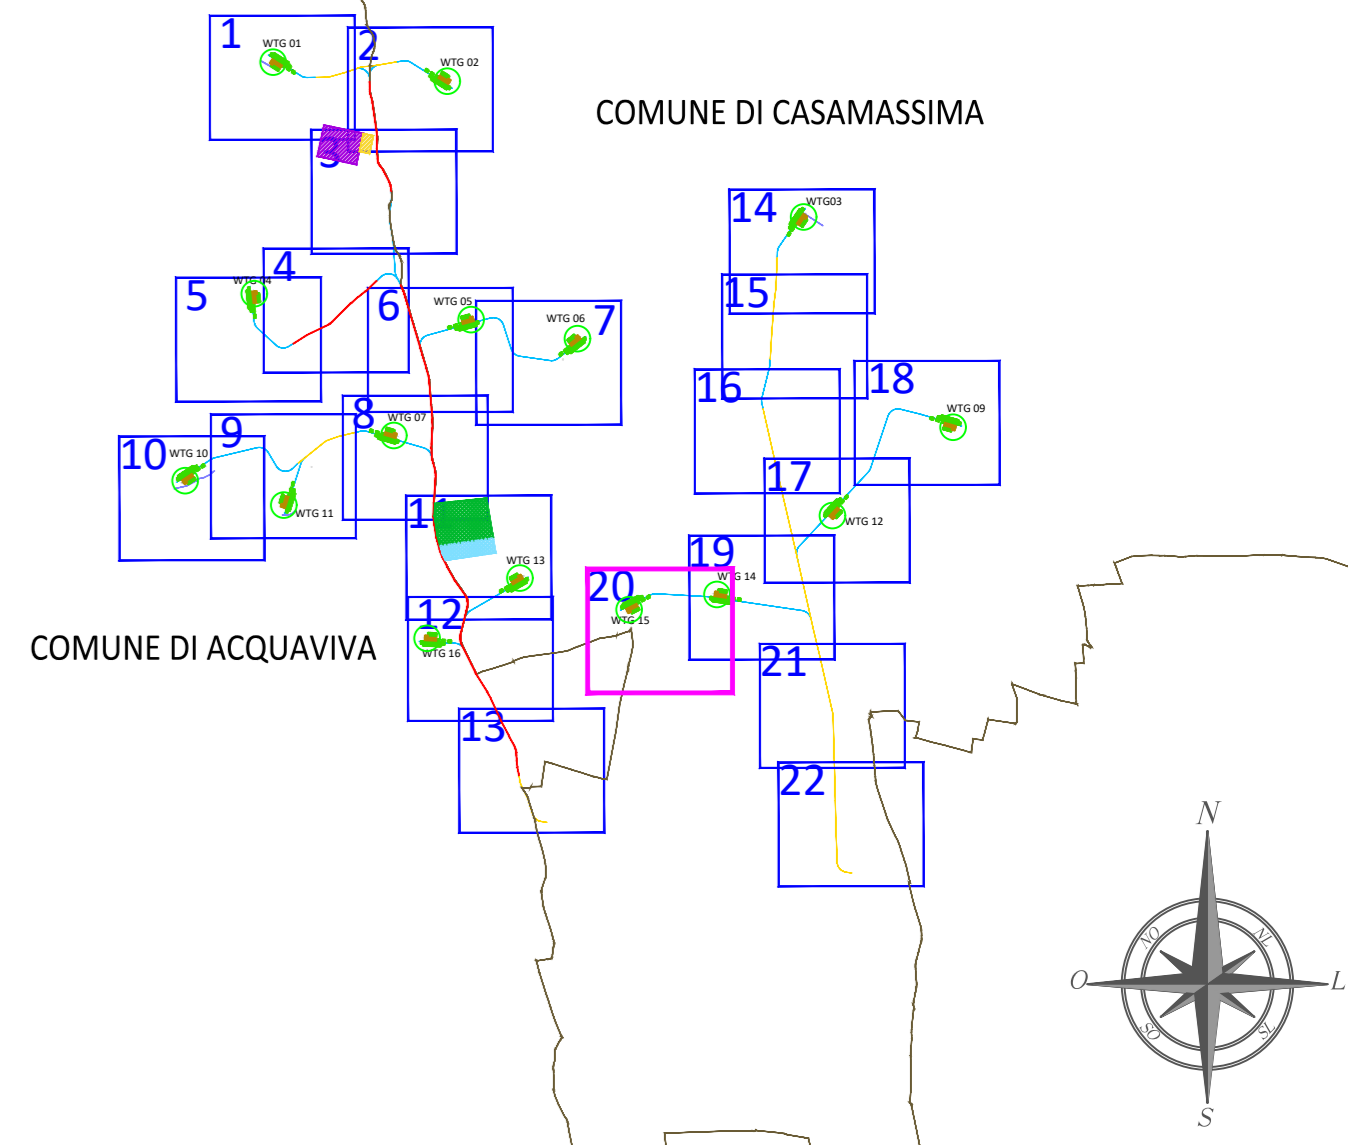 1
WTG 01
2
WTG 02
COMUNE DI CASAMASSIMA
3
14
WTG03
4
WTG 04
5
6
WTG 05
7
WTG 06
15
16
18
WTG 09
8
WTG 07
9
10
WTG 10
WTG 11
17
WTG 12
11
WTG 13
12
WTG 16
COMUNE DI ACQUAVIVA
20
WTG 15
19
WTG 14
21
13
22
N
NO
NL
O
L
SO
SL
S